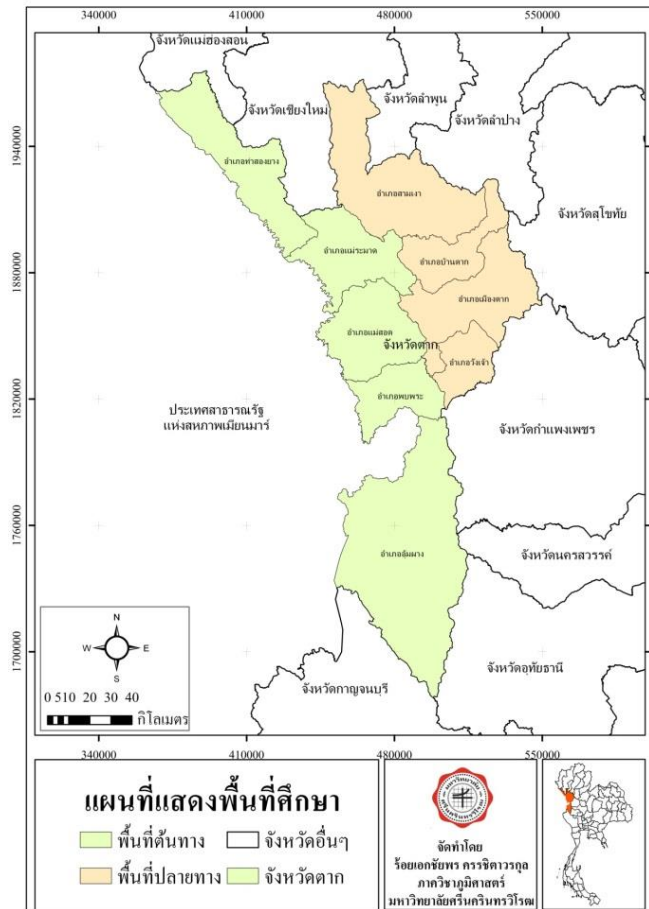 340000 410000 480000 550000
จังหวัดแม่ฮ่องสอน
จังหวัดเชียงใหม่
จังหวัดลำพูน
จังหวัดลำปาง
1940000
1940000
อำเภอท่าสองยาง
อำเภอสามเงา
จังหวัดสุโขทัย
อำเภอแม่ระมาด
อำเภอบ้านตาก
1880000
1880000
อำเภอเมืองตาก
อำเภอแม่สอด
จังหวัดตาก
อำเภอวังเจ้า
อำเภอพบพระ
1820000
1820000
ประเทศสาธารณรัฐ
แห่งสหภาพเมียนมาร์
จังหวัดกำแพงเพชร
1760000
1760000
อำเภออุ้มผาง
จังหวัดนครสวรรค์
N
W E
S
0 5 10 20 30 40
กิโลเมตร
1700000
1700000
จังหวัดกาญจนบุรี
จังหวัดอุทัยธานี
340000 410000 480000 550000
แผนที่แสดงพื้นที่ศึกษา
พื้นที่ต้นทาง
จังหวัดอื่นๆ
พื้นที่ปลายทาง
จังหวัดตาก
จัดทำโดย
ร้อยเอกชัยพร ครรชิตาวรกุล
ภาควิชาภูมิศาสตร์
มหาวิทยาลัยศรีนครินทรวิโรฒ